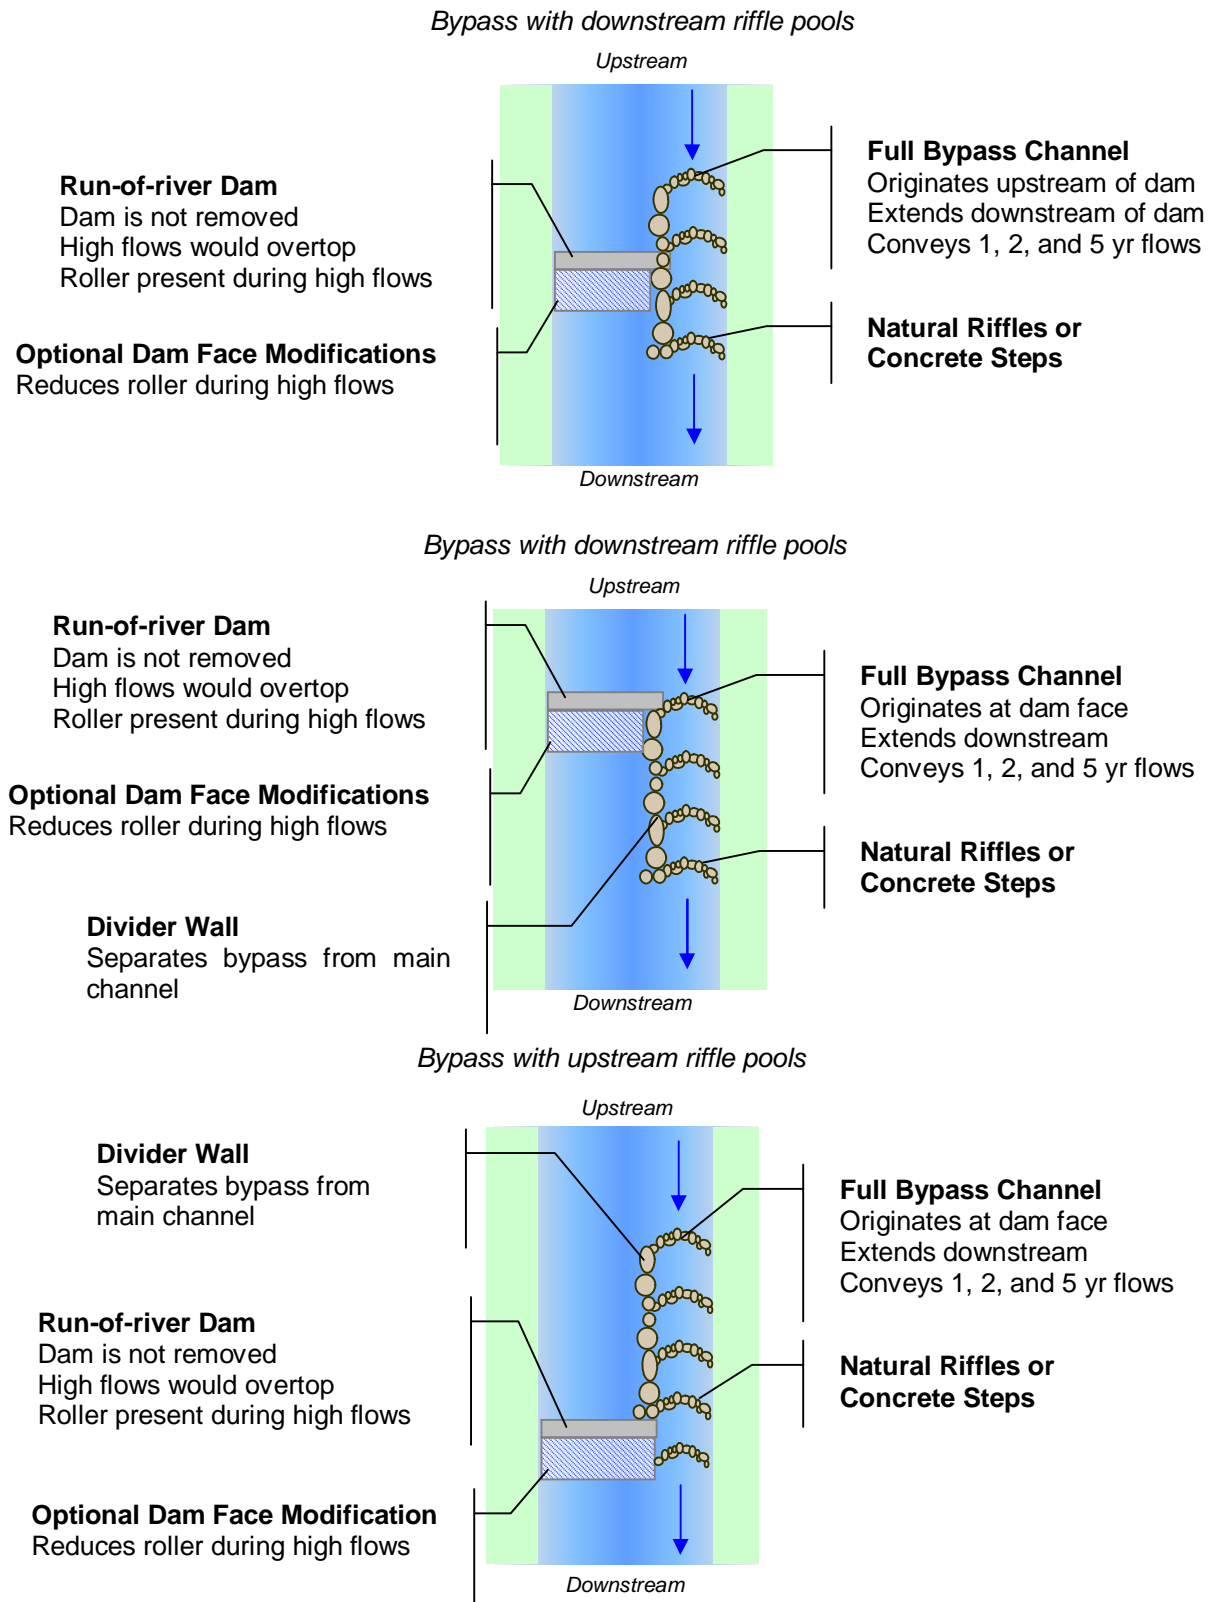 Bypass with downstream riffle pools
Upstream
Run-of-river Dam
Dam is not removed
High flows would overtop
Roller present during high flows
Optional Dam Face Modifications
Reduces roller during high flows
Full Bypass Channel
Originates upstream of dam
Extends downstream of dam
Conveys 1, 2, and 5 yr flows
Natural Riffles or
Concrete Steps
Downstream
Bypass with downstream riffle pools
Upstream
Run-of-river Dam
Dam is not removed
High flows would overtop
Roller present during high flows
Optional Dam Face Modifications
Reduces roller during high flows
Divider Wall
Separates bypass from main
channel
Full Bypass Channel
Originates at dam face
Extends downstream
Conveys 1, 2, and 5 yr flows
Natural Riffles or
Concrete Steps
Downstream
Bypass with upstream riffle pools
Upstream
Divider Wall
Separates bypass from
main channel
Run-of-river Dam
Dam is not removed
High flows would overtop
Roller present during high flows
Optional Dam Face Modification
Reduces roller during high flows
Full Bypass Channel
Originates at dam face
Extends downstream
Conveys 1, 2, and 5 yr flows
Natural Riffles or
Concrete Steps
Downstream